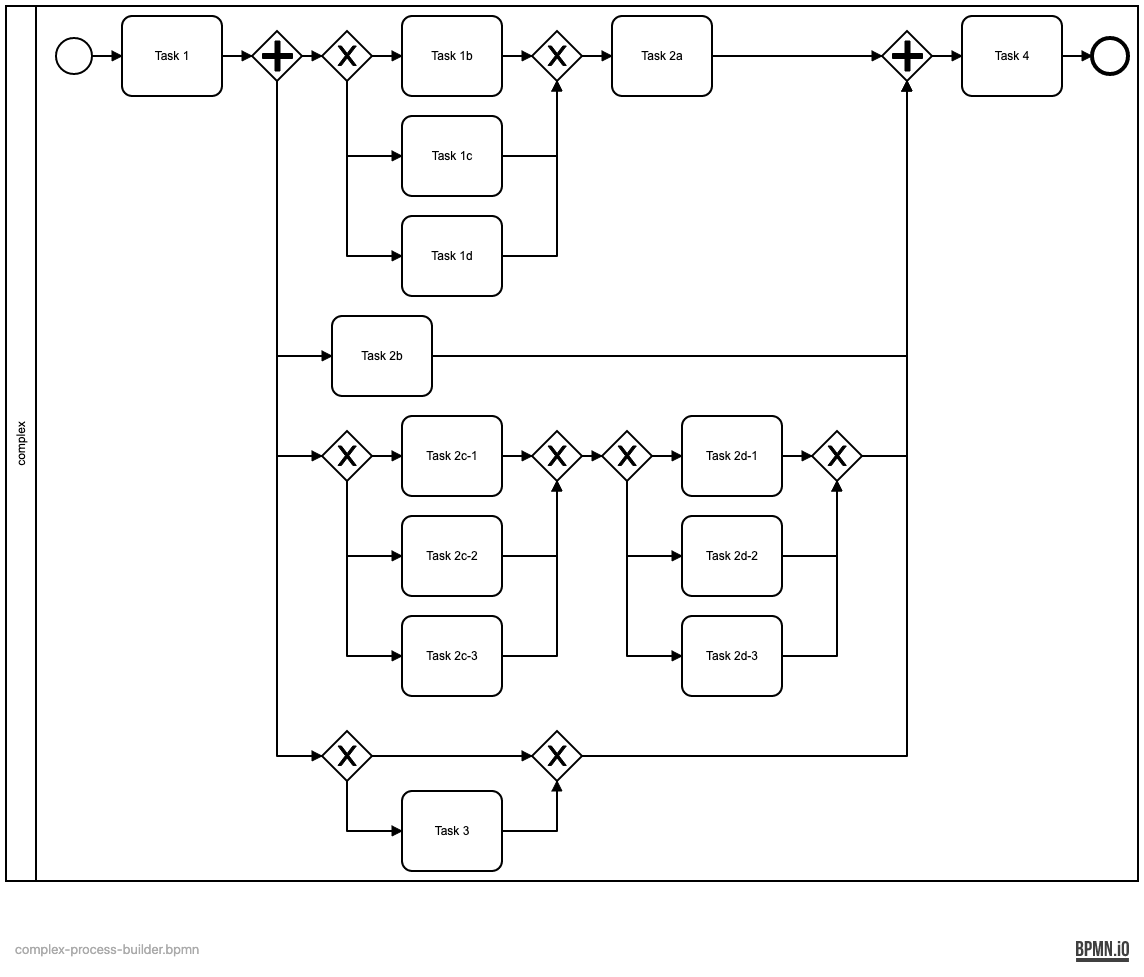 Task 1
Task 1b
Task 2a
Task 4
Task 1c
Task 1d
Task 2b
complex
Task 2c-1
Task 2d-1
Task 2c-2
Task 2d-2
Task 2c-3
Task 2d-3
Task 3
complex-process-builder.bpmn
BPMN.iO